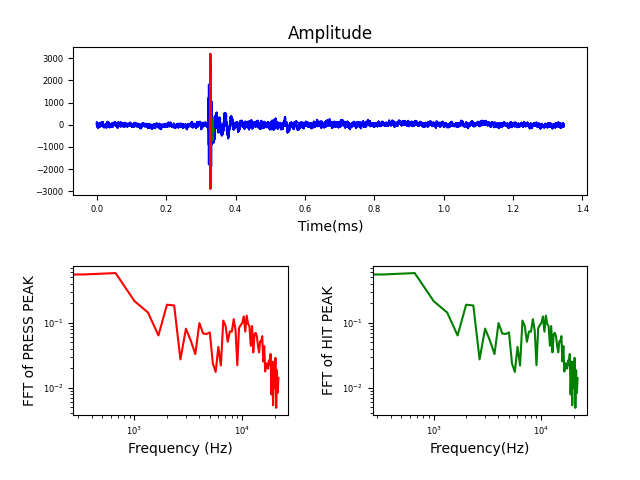 Amplitude
3000
2000
1000
0
−1000
−2000
−3000
0.0 0.2 0.4 0.6 0.8 1.0 1.2 1.4
Time(ms)
FFT of PRESS PEAK
10⁻¹
10⁻²
10³ 10⁴
Frequency (Hz)
FFT of HIT PEAK
10⁻¹
10⁻²
10³ 10⁴
Frequency(Hz)